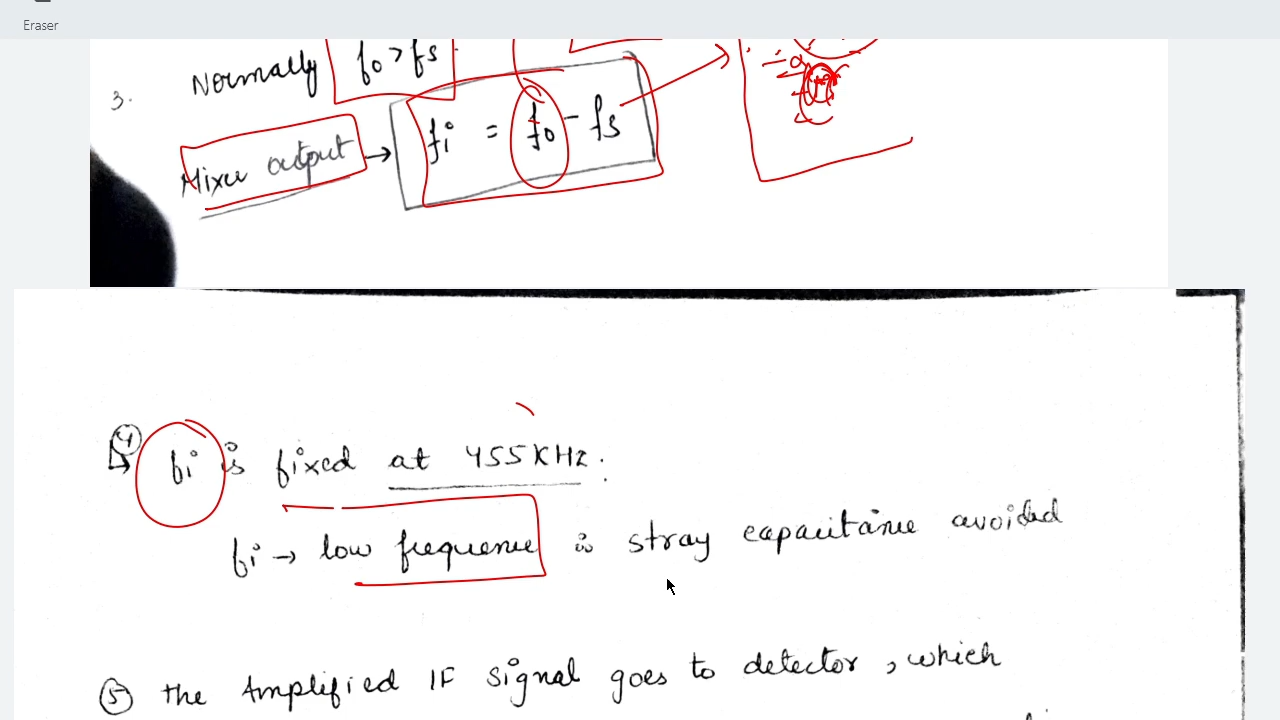 Eraser
3. Normally fo > fs
Mixer output → fi = fo - fs
4 fi is fixed at 455KHz.
fi → low frequence is stray capacitance avoided
5 the Amplified IF signal goes to detector, which